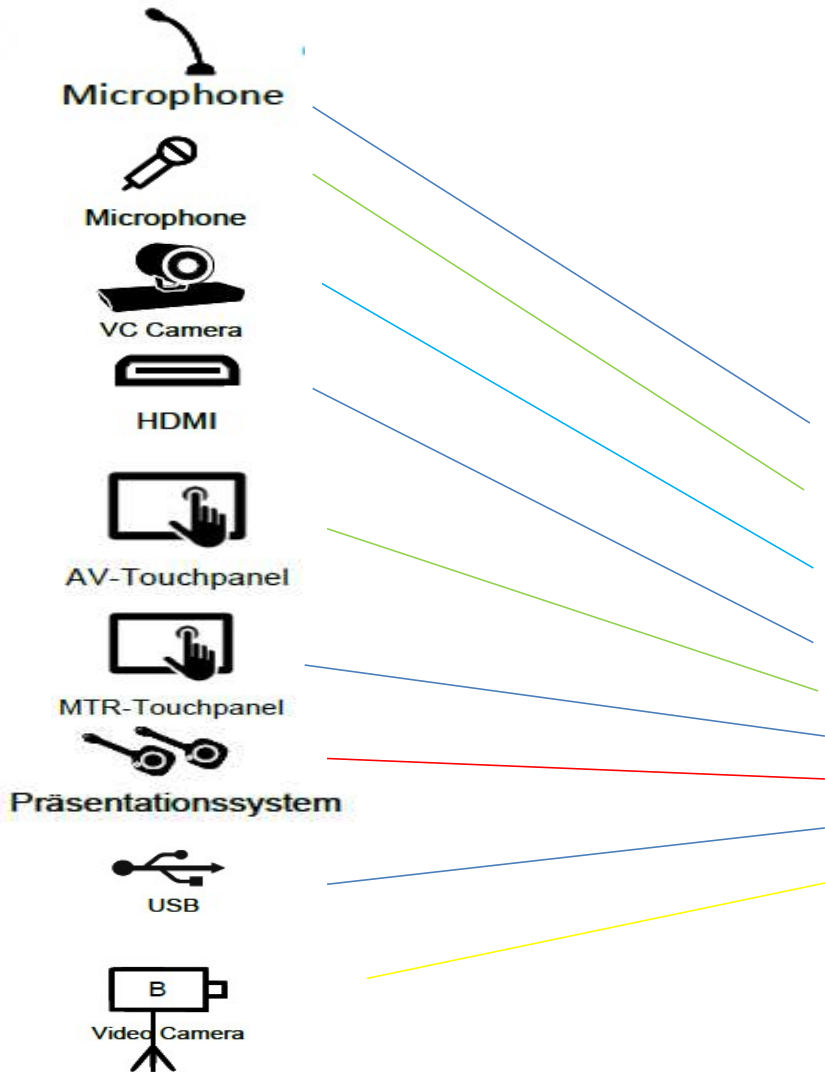 Microphone
Microphone
VC Camera
HDMI
AV-Touchpanel
MTR-Touchpanel
Präsentationssystem
USB
B
Video Camera